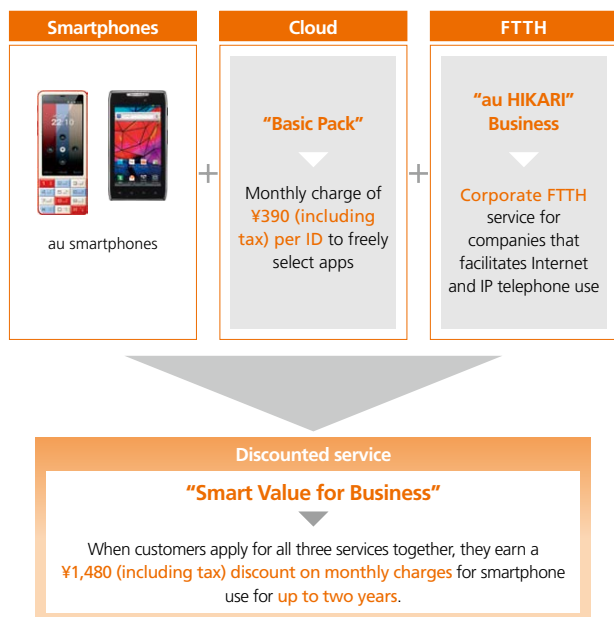 Smartphones
au smartphones
+
Cloud
"Basic Pack"
Monthly charge of
¥390 (including
tax) per ID to freely
select apps
+
FTTH
"au HIKARI"
Business
Corporate FTTH
service for
companies that
facilitates Internet
and IP telephone use
Discounted service
"Smart Value for Business"
When customers apply for all three services together, they earn a
¥1,480 (including tax) discount on monthly charges for smartphone
use for up to two years.